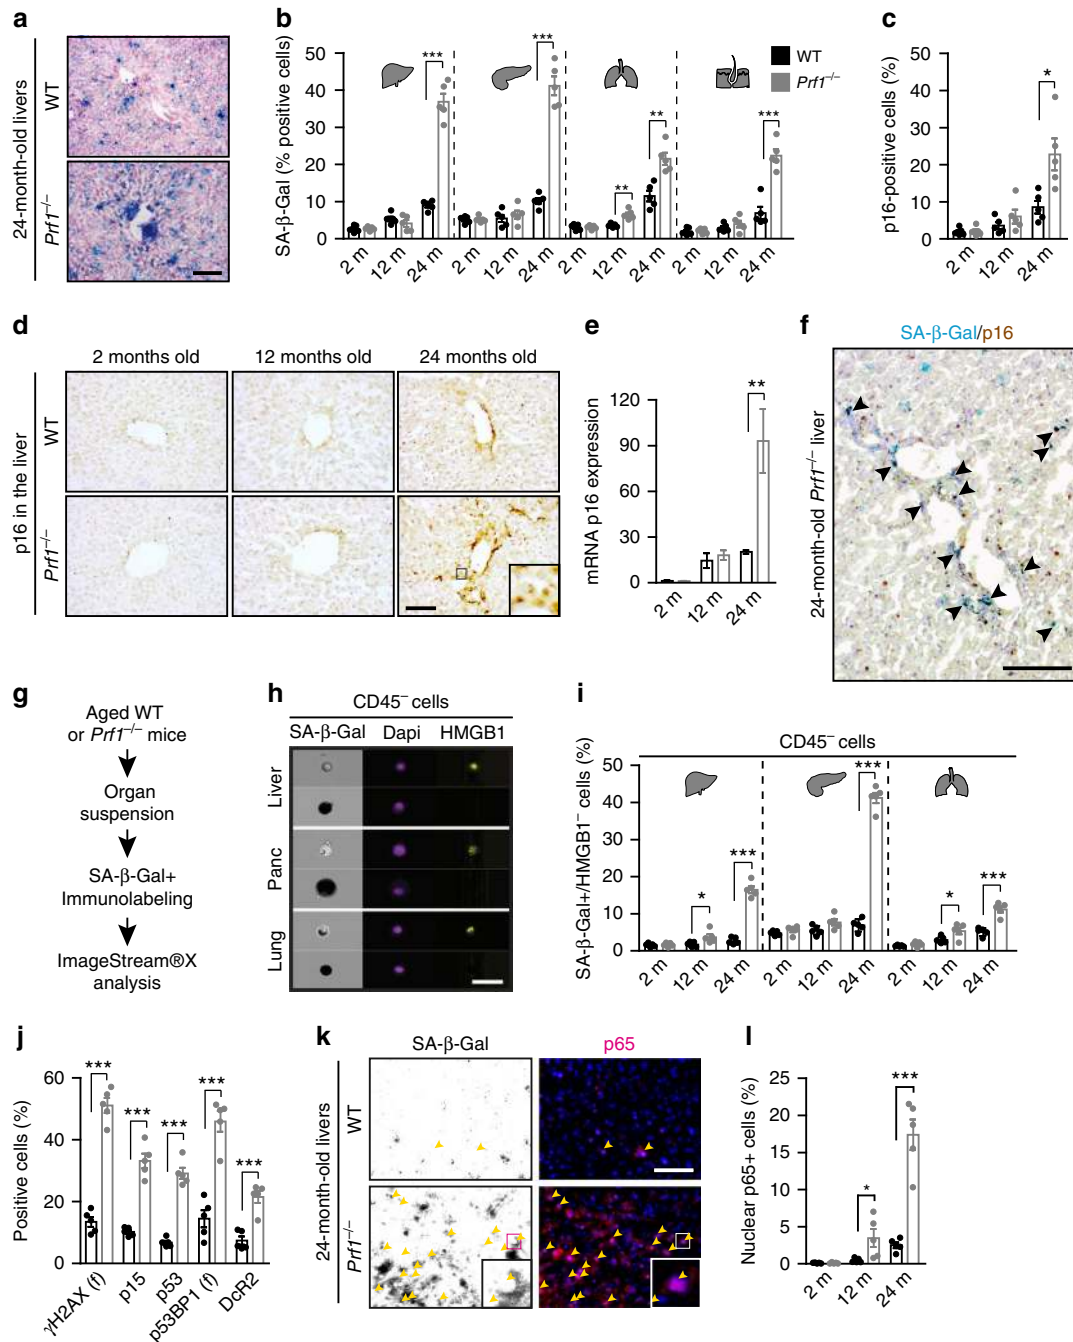 a
24-month-old livers
WT
Prf1−/−
b
SA-β-Gal (% positive cells)
50
40
30
20
10
0
***
***
**
**
***
WT
Prf1−/−
2 m
12 m
24 m
2 m
12 m
24 m
2 m
12 m
24 m
2 m
12 m
24 m
c
p16-positive cells (%)
50
40
30
20
10
0
*
2 m
12 m
24 m
d
2 months old
12 months old
24 months old
p16 in the liver
WT
Prf1−/−
e
mRNA p16 expression
120
90
60
30
0
**
2 m
12 m
24 m
f
SA-β-Gal/p16
24-month-old Prf1−/− liver
g
Aged WT
or Prf1−/− mice
Organ
suspension
SA-β-Gal+
Immunolabeling
ImageStream®X
analysis
h
CD45− cells
SA-β-Gal
Dapi
HMGB1
Liver
Panc
Lung
i
CD45− cells
SA-β-Gal+/HMGB1− cells (%)
50
40
30
20
10
0
*
***
***
*
***
2 m
12 m
24 m
2 m
12 m
24 m
2 m
12 m
24 m
j
Positive cells (%)
60
40
20
0
***
***
***
***
***
γH2AX (f)
p15
p53
p53BP1 (f)
DcR2
k
SA-β-Gal
p65
24-month-old livers
WT
Prf1−/−
l
Nuclear p65+ cells (%)
25
20
15
10
5
0
*
***
2 m
12 m
24 m